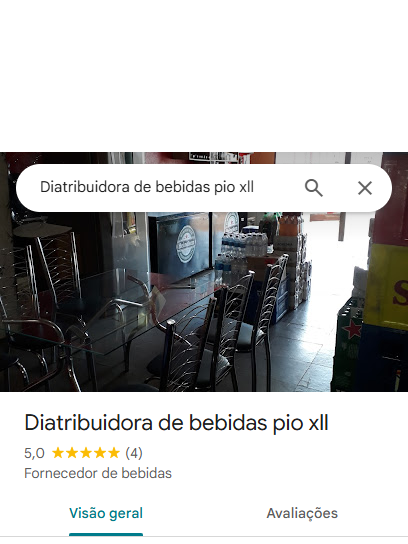 Diatribuidora de bebidas pio xll
Heineken
Diatribuidora de bebidas pio xll
5,0 ★★★★★ (4)
Fornecedor de bebidas
Visão geral
Avaliações